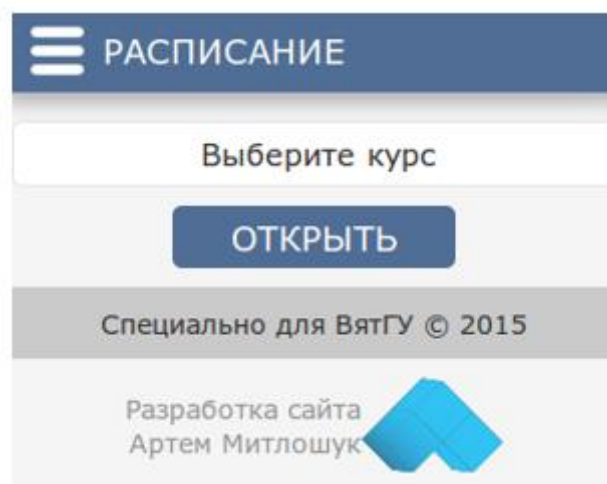 РАСПИСАНИЕ
Выберите курс
ОТКРЫТЬ
Специально для ВятГУ © 2015
Разработка сайта
Артем Митлошук